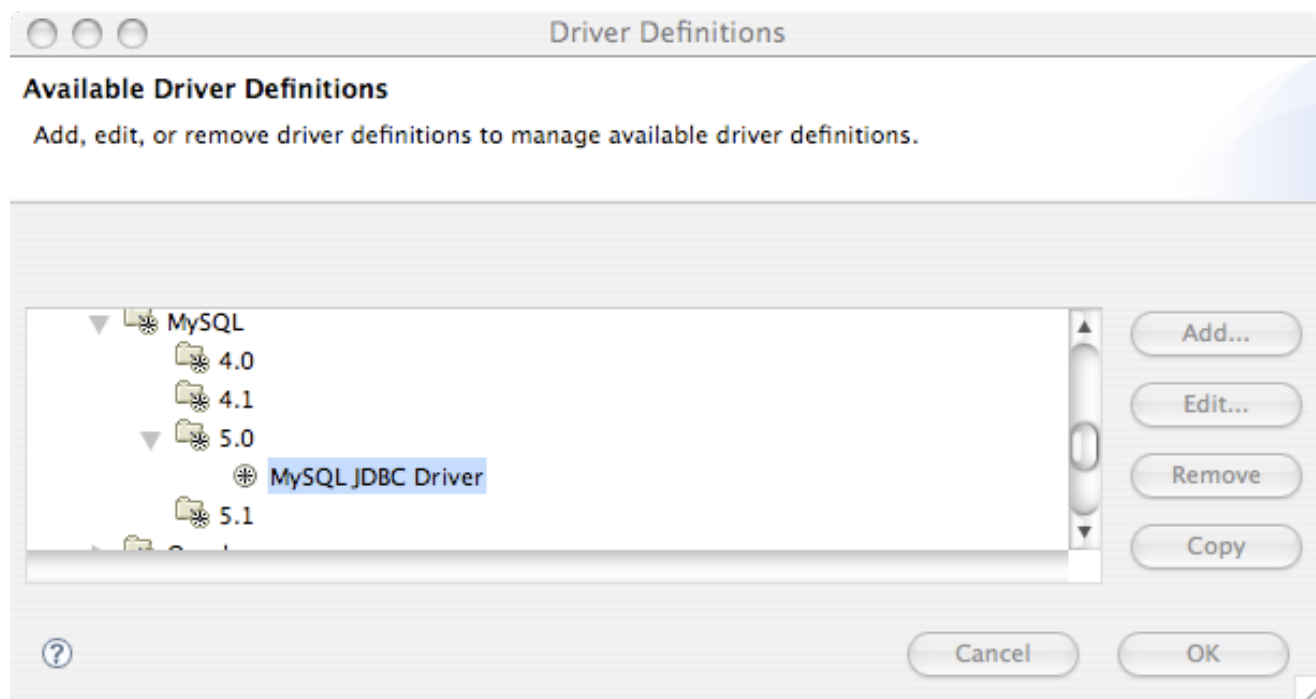 Driver Definitions
Available Driver Definitions
Add, edit, or remove driver definitions to manage available driver definitions.
MySQL
Add...
4.0
4.1
Edit...
5.0
MySQL JDBC Driver
Remove
5.1
Copy
?
Cancel
OK